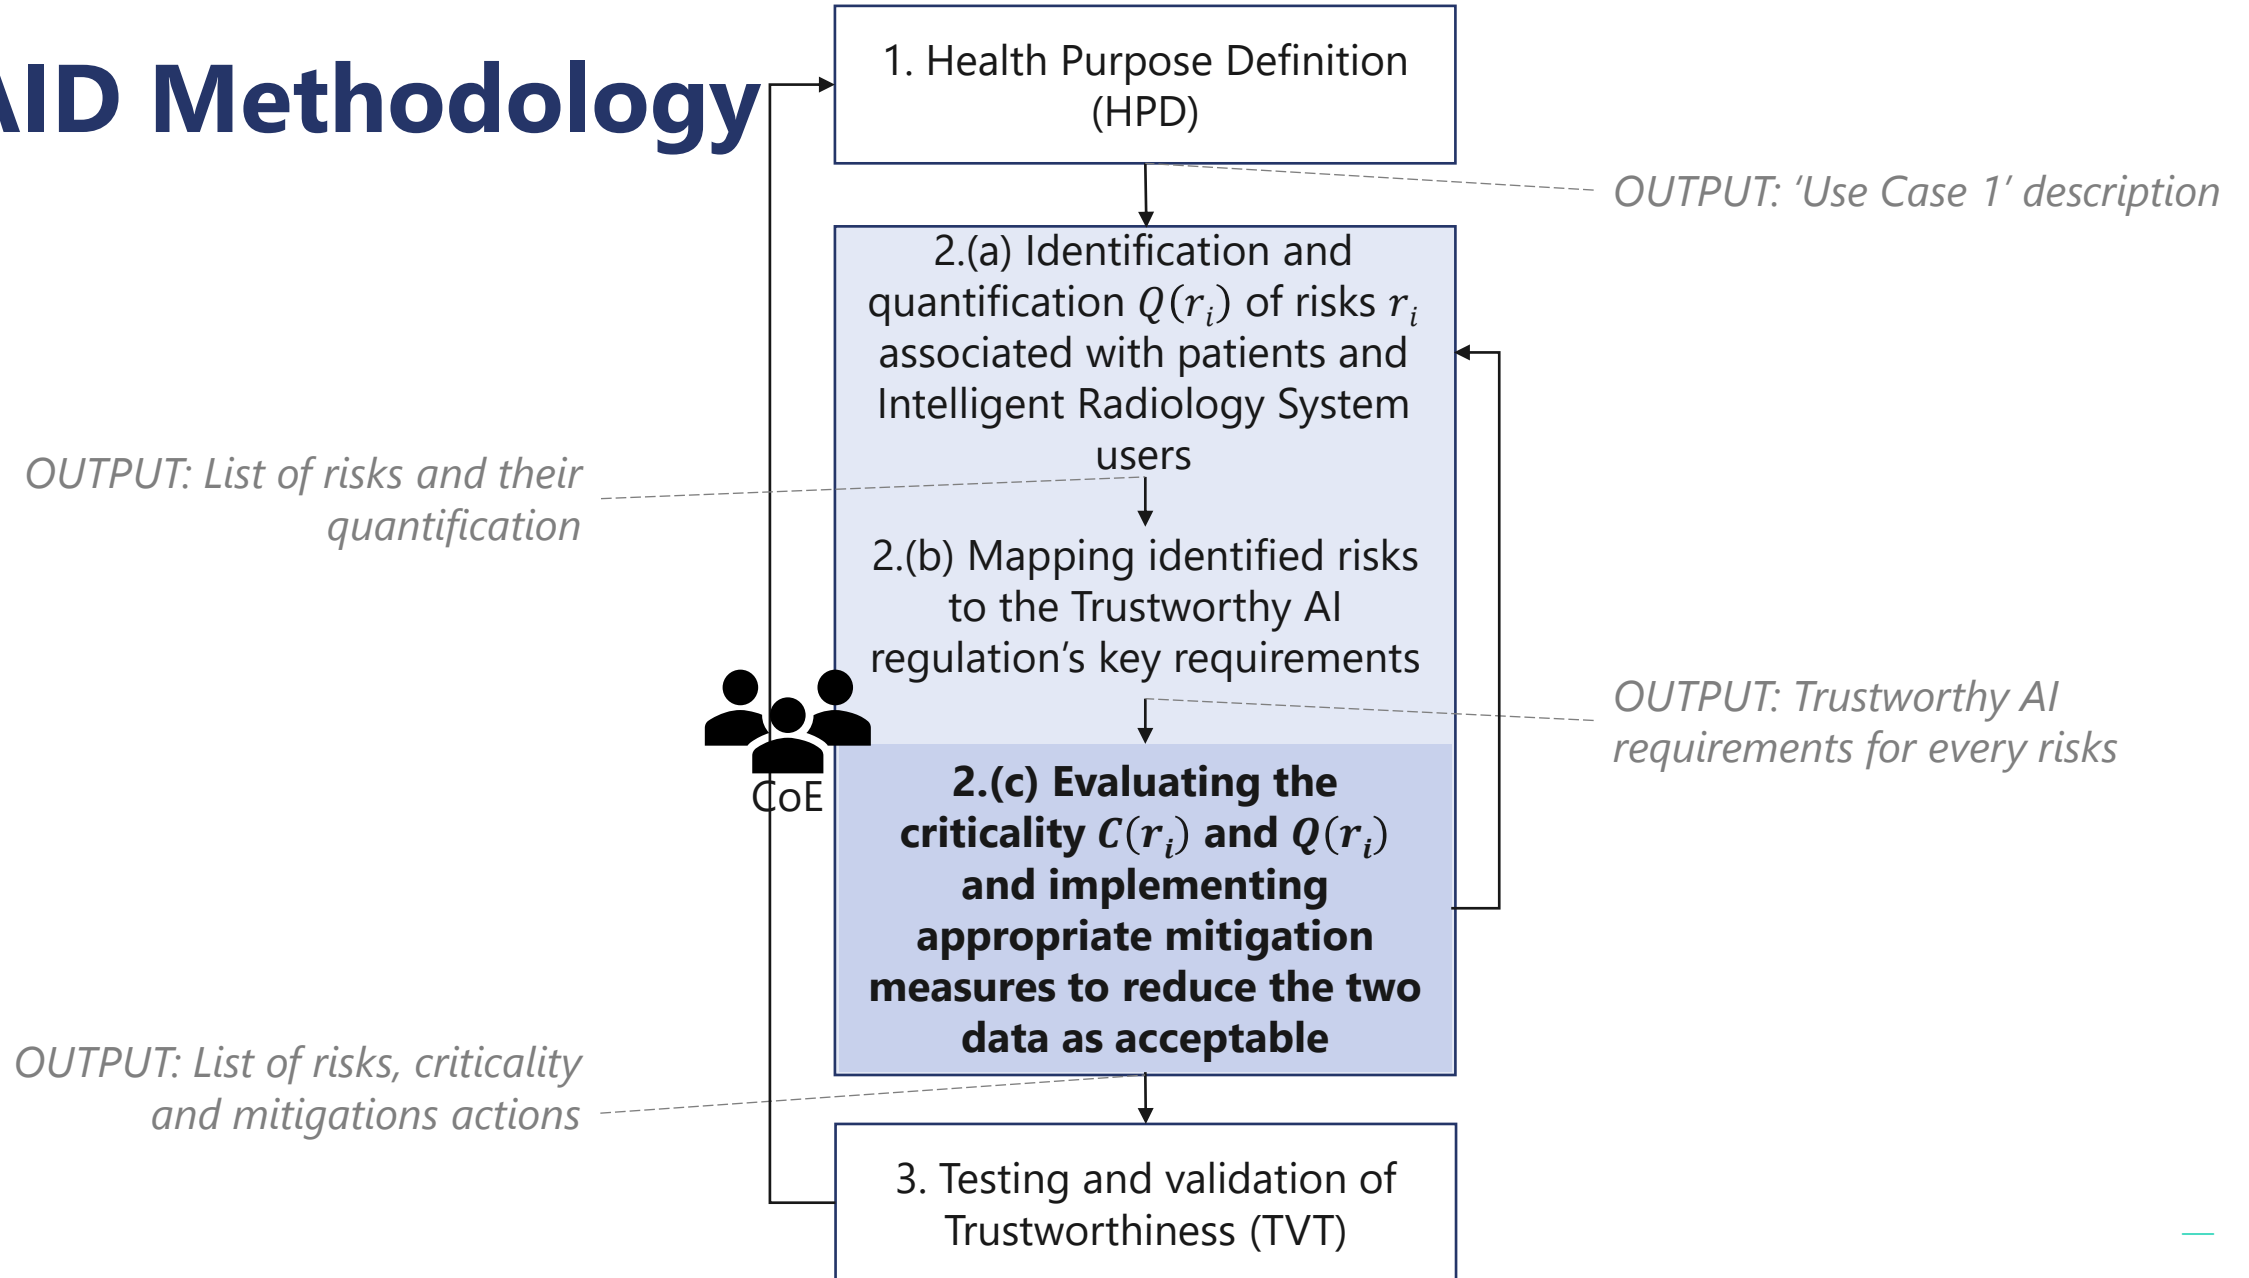 AID Methodology
1. Health Purpose Definition
(HPD)
OUTPUT: ‘Use Case 1’ description
2.(a) Identification and
quantification Q(rᵢ) of risks rᵢ
associated with patients and
Intelligent Radiology System
users
OUTPUT: List of risks and their
quantification
2.(b) Mapping identified risks
to the Trustworthy AI
regulation’s key requirements
OUTPUT: Trustworthy AI
requirements for every risks
CoE
2.(c) Evaluating the
criticality C(rᵢ) and Q(rᵢ)
and implementing
appropriate mitigation
measures to reduce the two
data as acceptable
OUTPUT: List of risks, criticality
and mitigations actions
3. Testing and validation of
Trustworthiness (TVT)